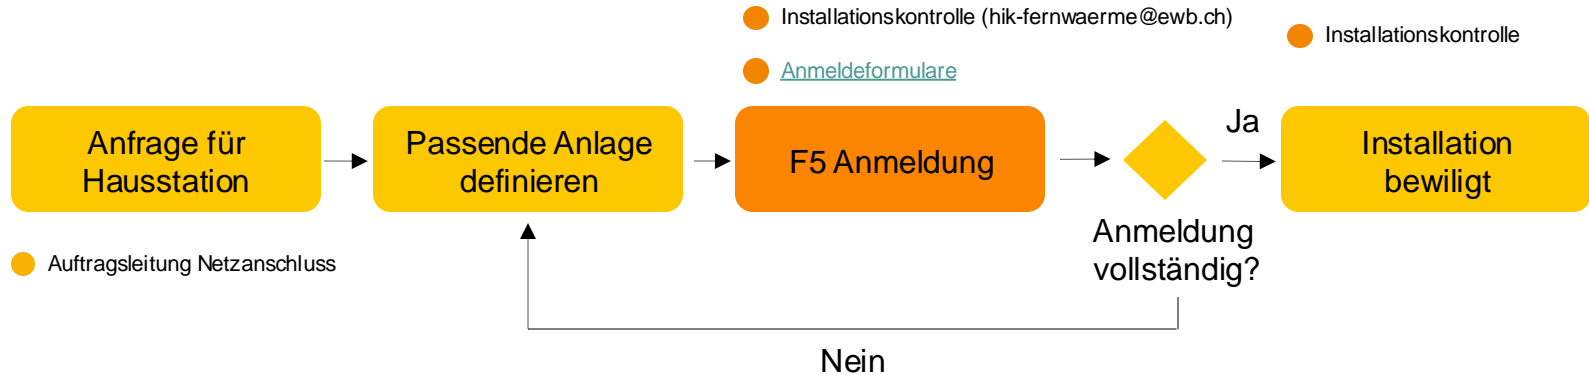 Installationskontrolle (hik-fernwaerme@ewb.ch)
Installationskontrolle
Anmeldeformulare
Anfrage für
Hausstation
Passende Anlage
definieren
F5 Anmeldung
Ja
Installation
bewiligt
Anmeldung
vollständig?
Auftragsleitung Netzanschluss
Nein